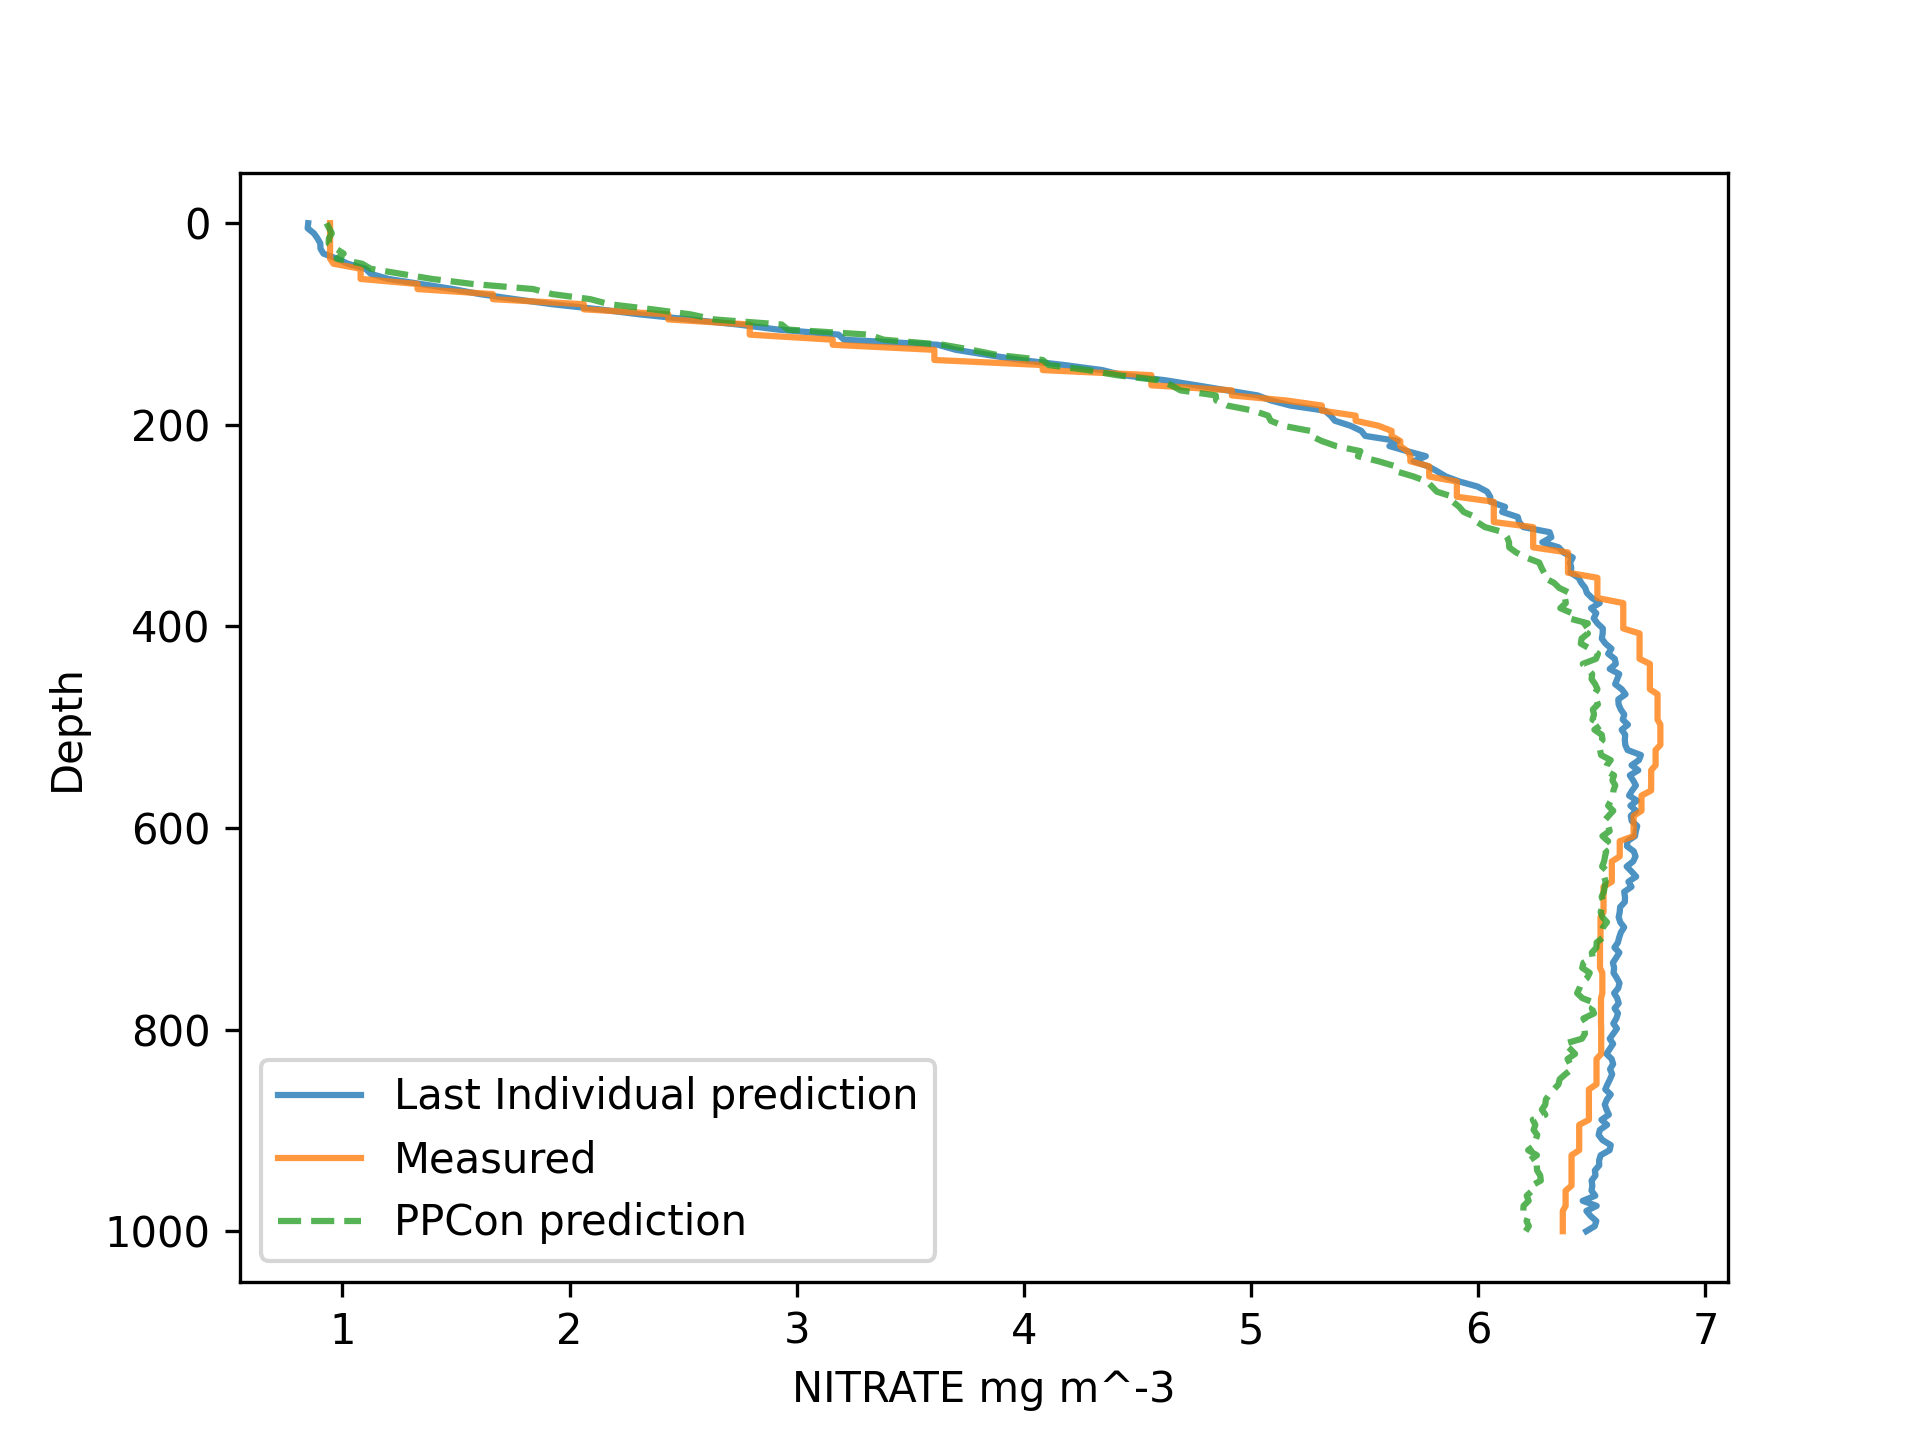 0
200
400
600
800
1000
Depth
Last Individual prediction
Measured
PPCon prediction
1 2 3 4 5 6 7
NITRATE mg m^-3